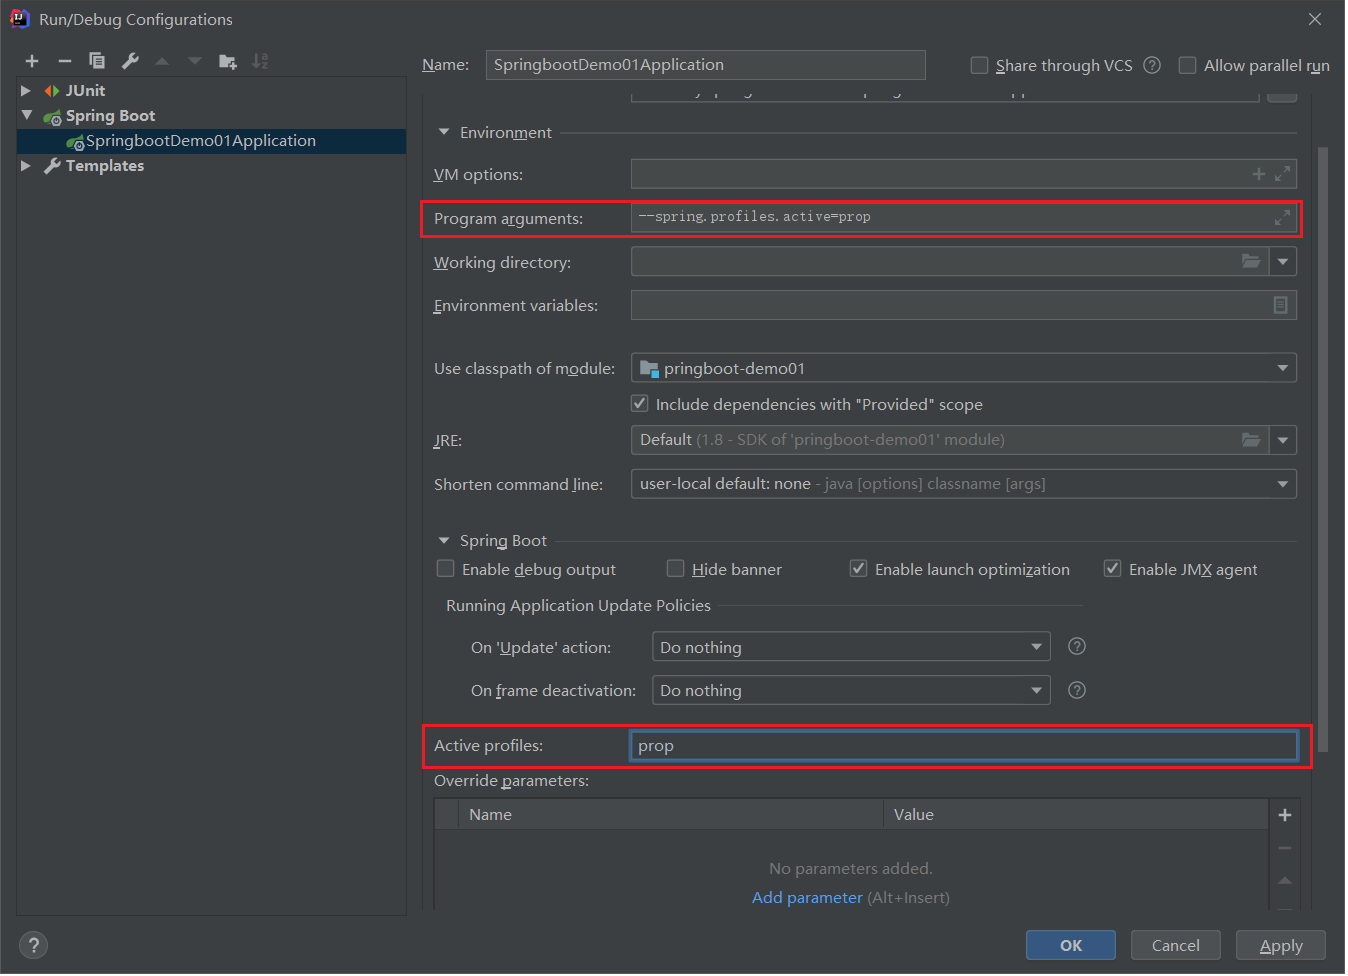 Run/Debug Configurations
Name: SpringbootDemo01Application Share through VCS Allow parallel run
JUnit
Spring Boot
SpringbootDemo01Application
Templates
Environment
VM options:
Program arguments: --spring.profiles.active=prop
Working directory:
Environment variables:
Use classpath of module: pringboot-demo01
Include dependencies with "Provided" scope
JRE: Default (1.8 - SDK of 'pringboot-demo01' module)
Shorten command line: user-local default: none - java [options] classname [args]
Spring Boot
Enable debug output Hide banner Enable launch optimization Enable JMX agent
Running Application Update Policies
On 'Update' action: Do nothing
On frame deactivation: Do nothing
Active profiles: prop
Override parameters:
Name Value
No parameters added.
Add parameter (Alt+Insert)
OK Cancel Apply